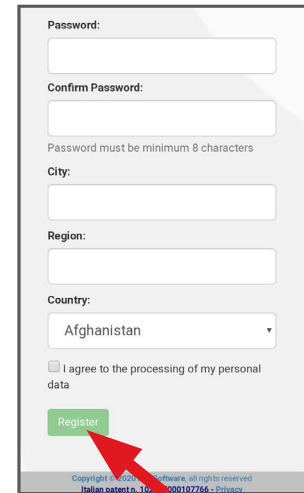 Password:
Confirm Password:
Password must be minimum 8 characters
City:
Region:
Country:
Afghanistan
I agree to the processing of my personal
data
Register
Copyright © 2020 Software, all rights reserved
Italian patent n. 000107766 - Privacy